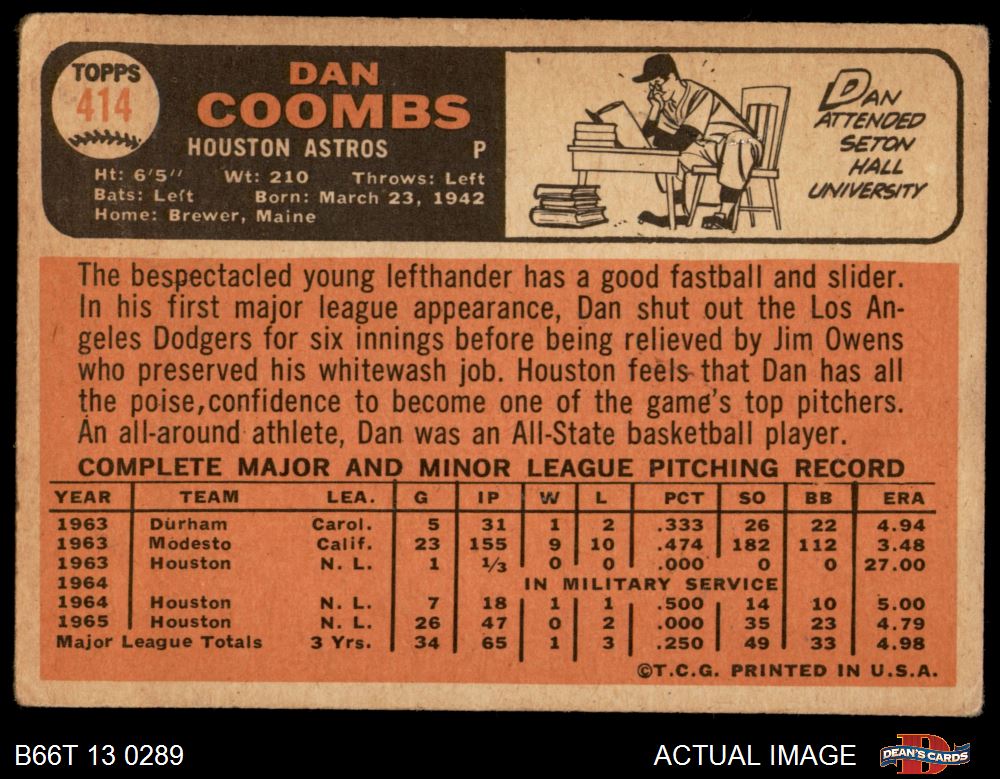 TOPPS
414
DAN
COOMBS
HOUSTON ASTROS P
Ht: 6'5" Wt: 210 Throws: Left
Bats: Left Born: March 23, 1942
Home: Brewer, Maine
DAN
ATTENDED
SETON
HALL
UNIVERSITY
The bespectacled young lefthander has a good fastball and slider.
In his first major league appearance, Dan shut out the Los An-
geles Dodgers for six innings before being relieved by Jim Owens
who preserved his whitewash job. Houston feels that Dan has all
the poise, confidence to become one of the game's top pitchers.
An all-around athlete, Dan was an All-State basketball player.
COMPLETE MAJOR AND MINOR LEAGUE PITCHING RECORD
YEAR TEAM LEA. G IP W L PCT SO BB ERA
1963 Durham Carol. 5 31 1 2 .333 26 22 4.94
1963 Modesto Calif. 23 155 9 10 .474 182 112 3.48
1963 Houston N. L. 1 1/3 0 0 .000 0 0 27.00
1964 IN MILITARY SERVICE
1964 Houston N. L. 7 18 1 1 .500 14 10 5.00
1965 Houston N. L. 26 47 0 2 .000 35 23 4.79
Major League Totals 3 Yrs. 34 65 1 3 .250 49 33 4.98
©T.C.G. PRINTED IN U.S.A.
B66T 13 0289 ACTUAL IMAGE DEAN'S CARDS